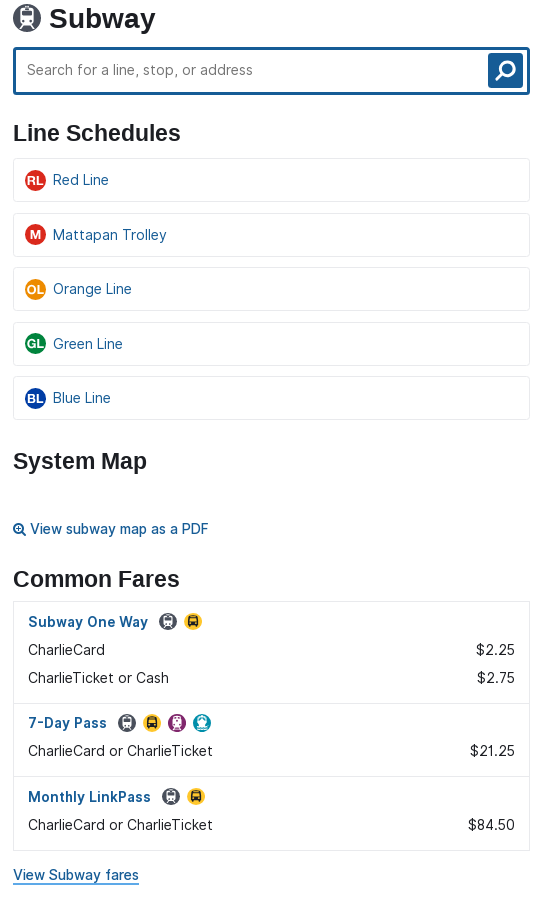 Subway
Search for a line, stop, or address
Line Schedules
RL Red Line
M Mattapan Trolley
OL Orange Line
GL Green Line
BL Blue Line
System Map
View subway map as a PDF
Common Fares
Subway One Way
CharlieCard $2.25
CharlieTicket or Cash $2.75
7-Day Pass
CharlieCard or CharlieTicket $21.25
Monthly LinkPass
CharlieCard or CharlieTicket $84.50
View Subway fares